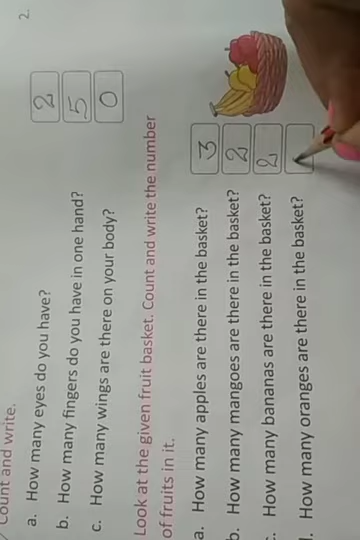 2.
Count and write.
a. How many eyes do you have? 2
b. How many fingers do you have in one hand? 5
c. How many wings are there on your body? 0
Look at the given fruit basket. Count and write the number
of fruits in it.
a. How many apples are there in the basket? 3
b. How many mangoes are there in the basket? 2
c. How many bananas are there in the basket? 2
d. How many oranges are there in the basket?